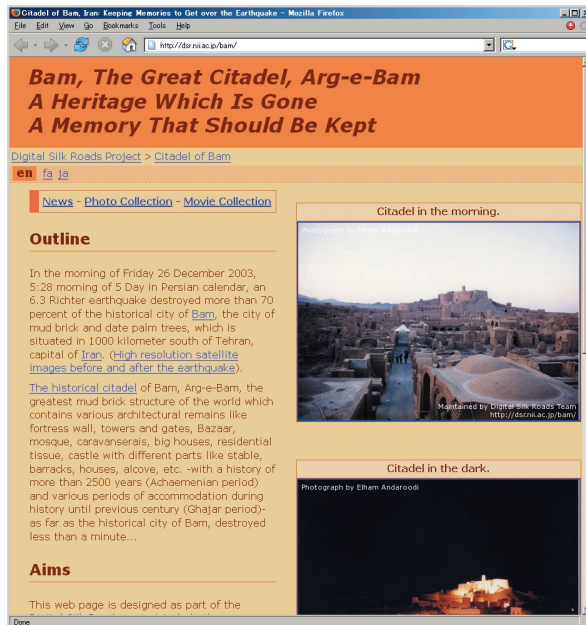 Citadel of Bam, Iran: Keeping Memories to Get over the Earthquake - Mozilla Firefox
File Edit View Go Bookmarks Tools Help
http://dsr.nii.ac.jp/bam/
Bam, The Great Citadel, Arg-e-Bam
A Heritage Which Is Gone
A Memory That Should Be Kept
Digital Silk Roads Project > Citadel of Bam
en fa ja
News - Photo Collection - Movie Collection
Outline
In the morning of Friday 26 December 2003,
5:28 morning of 5 Day in Persian calendar, an
6.3 Richter earthquake destroyed more than 70
percent of the historical city of Bam, the city of
mud brick and date palm trees, which is
situated in 1000 kilometer south of Tehran,
capital of Iran. (High resolution satellite
images before and after the earthquake).
The historical citadel of Bam, Arg-e-Bam, the
greatest mud brick structure of the world which
contains various architectural remains like
fortress wall, towers and gates, Bazaar,
mosque, caravanserais, big houses, residential
tissue, castle with different parts like stable,
barracks, houses, alcove, etc. -with a history of
more than 2500 years (Achaemenian period)
and various periods of accommodation during
history until previous century (Ghajar period)-
as far as the historical city of Bam, destroyed
less than a minute...
Aims
This web page is designed as part of the
Citadel in the morning.
Photograph by Elham Andaroodi
Maintained by Digital Silk Roads Team
http://dsr.nii.ac.jp/bam/
Citadel in the dark.
Photograph by Elham Andaroodi
Done